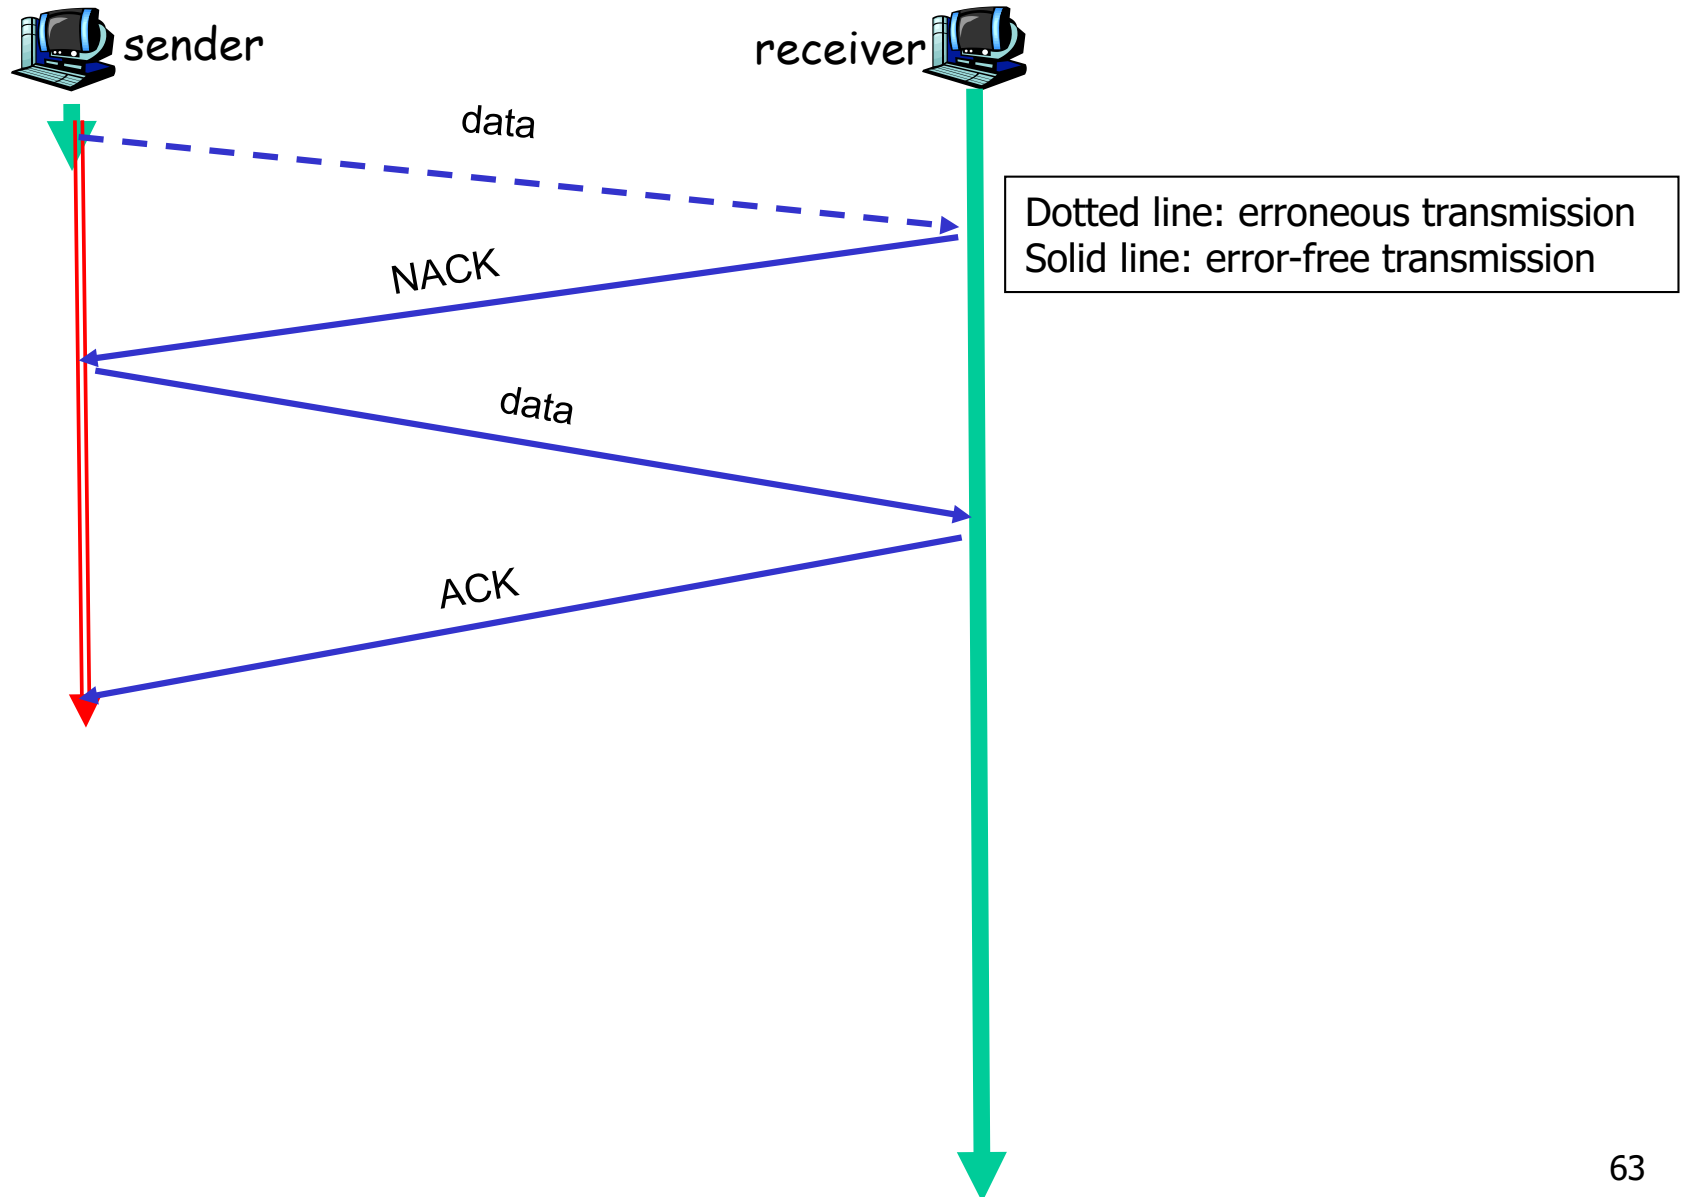 sender
receiver
data
Dotted line: erroneous transmission
Solid line: error-free transmission
NACK
data
ACK
63